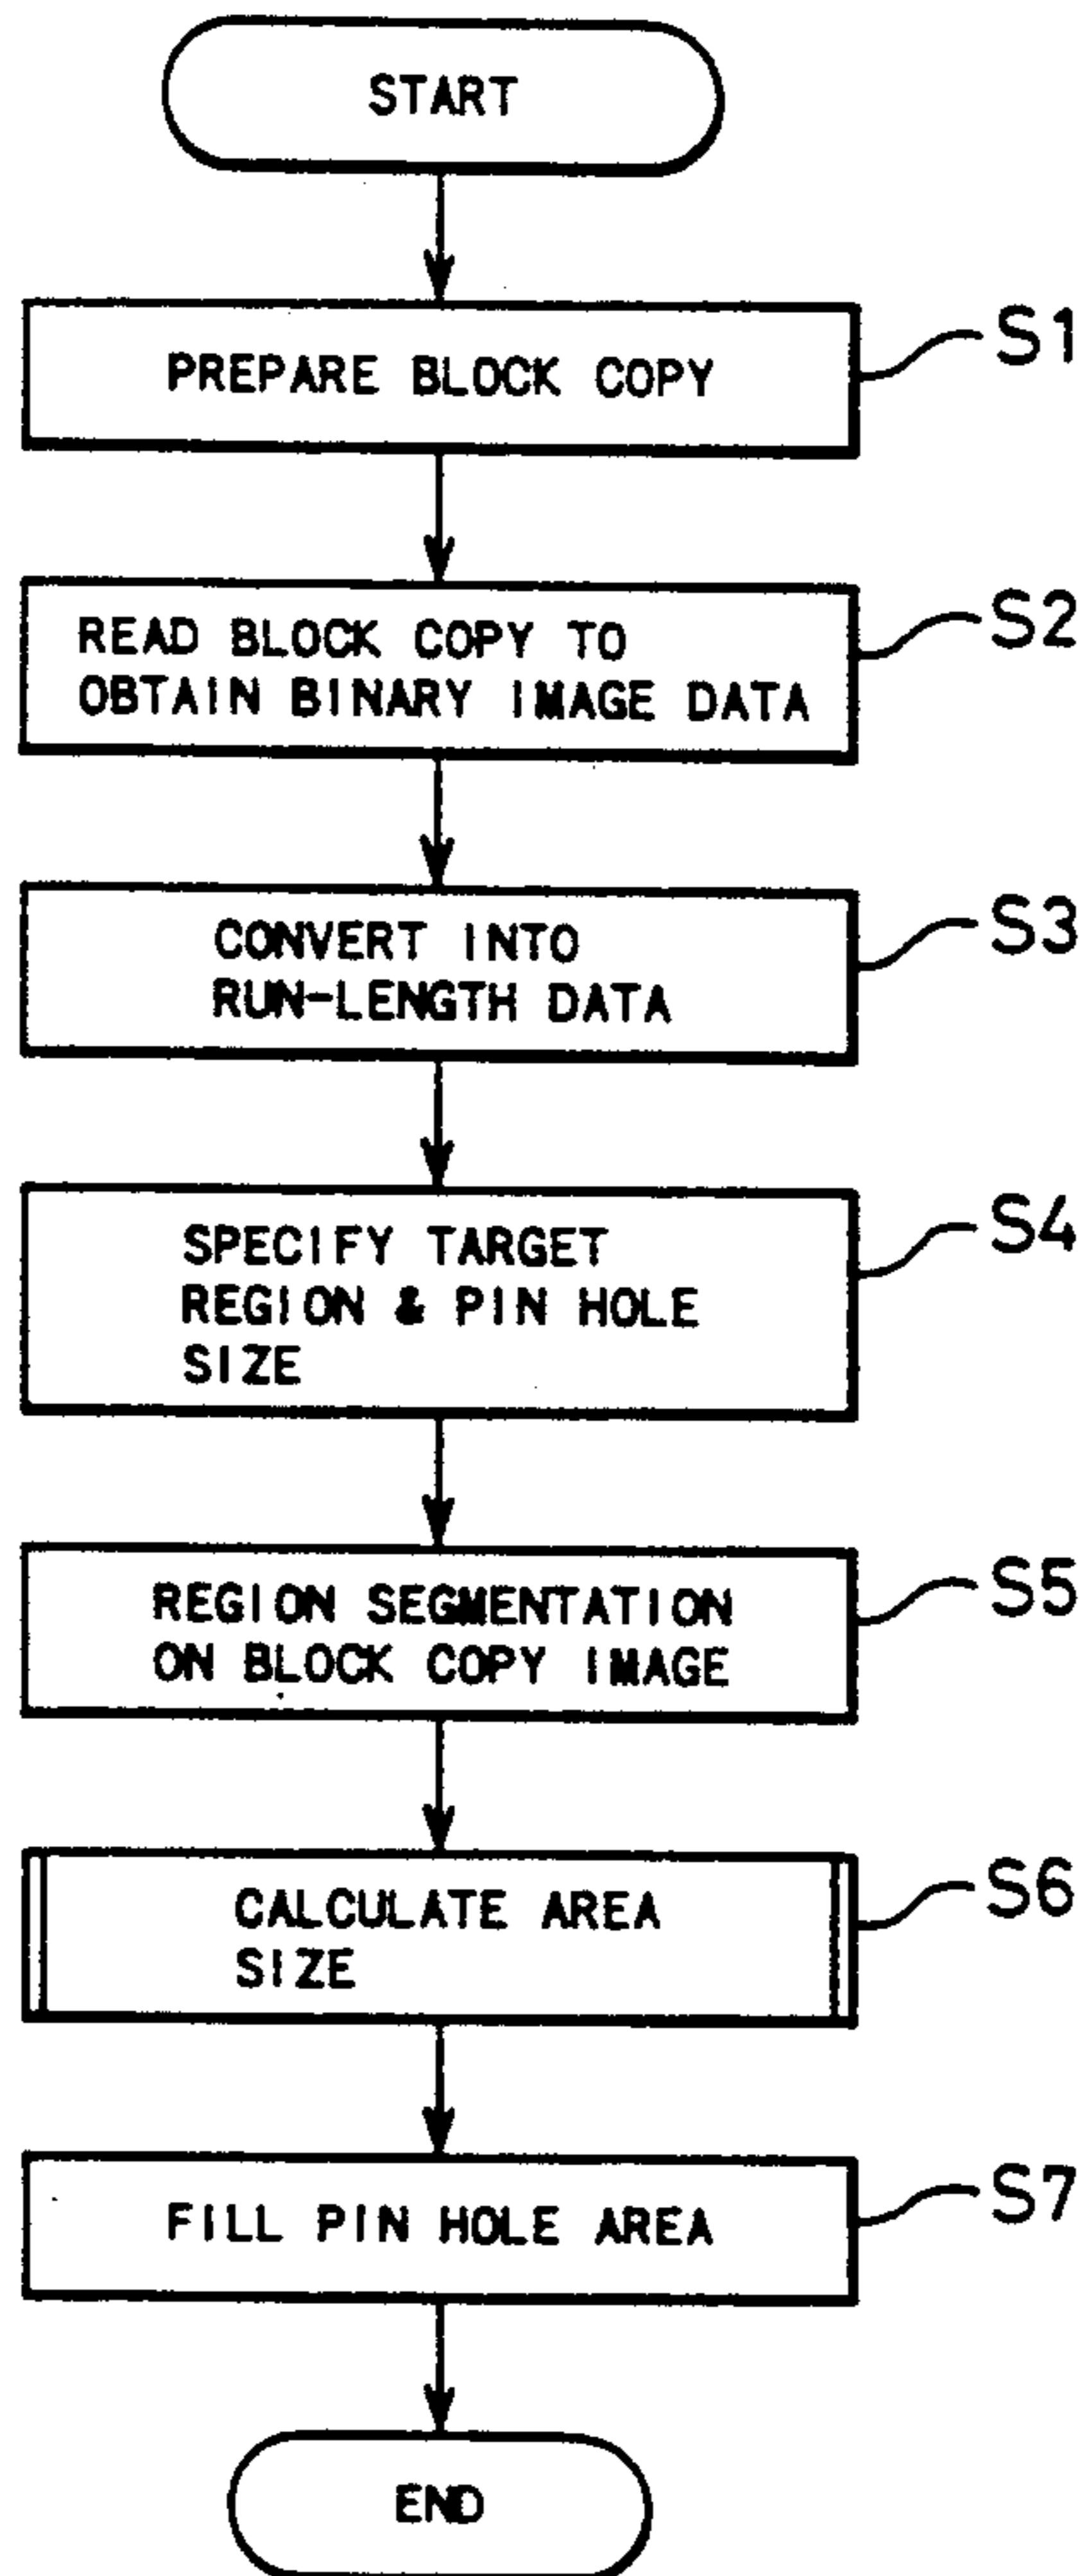 START
PREPARE BLOCK COPY
S1
READ BLOCK COPY TO
OBTAIN BINARY IMAGE DATA
S2
CONVERT INTO
RUN-LENGTH DATA
S3
SPECIFY TARGET
REGION & PIN HOLE
SIZE
S4
REGION SEGMENTATION
ON BLOCK COPY IMAGE
S5
CALCULATE AREA
SIZE
S6
FILL PIN HOLE AREA
S7
END